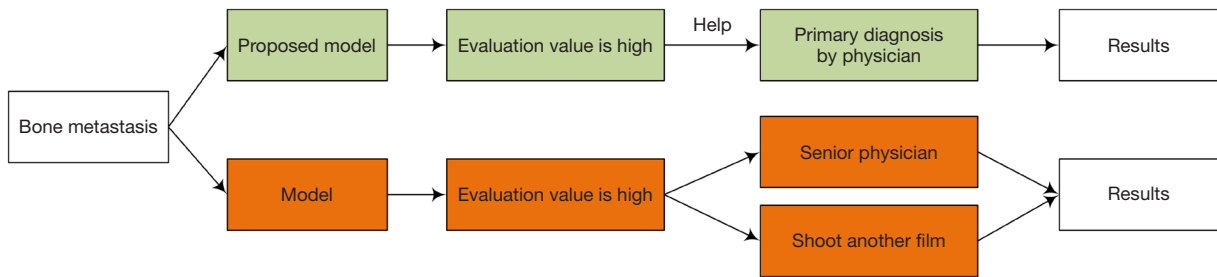 Help
Proposed model
Evaluation value is high
Primary diagnosis
by physician
Results
Bone metastasis
Model
Evaluation value is high
Senior physician
Shoot another film
Results